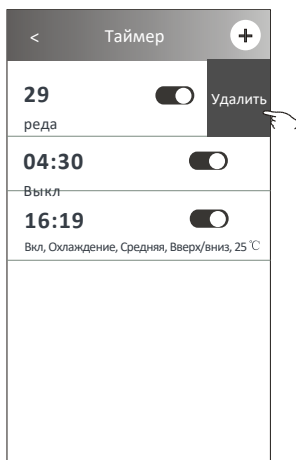 < Таймер +
29
Удалить
реда
04:30
Выкл
16:19
Вкл, Охлаждение, Средняя, Вверх/вниз, 25 ℃